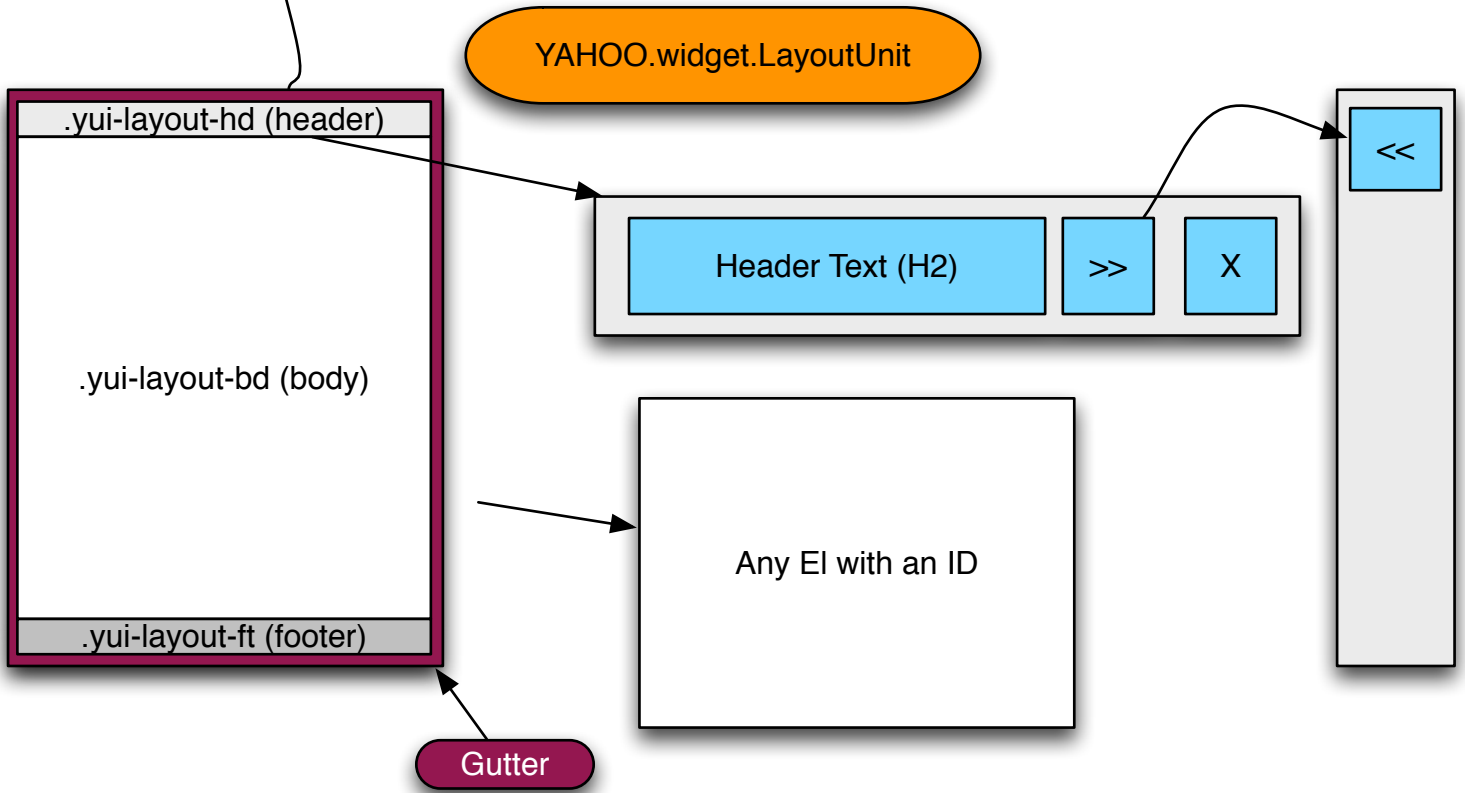 YAHOO.widget.LayoutUnit
.yui-layout-hd (header)
<<
Header Text (H2)
>>
X
.yui-layout-bd (body)
Any El with an ID
.yui-layout-ft (footer)
Gutter